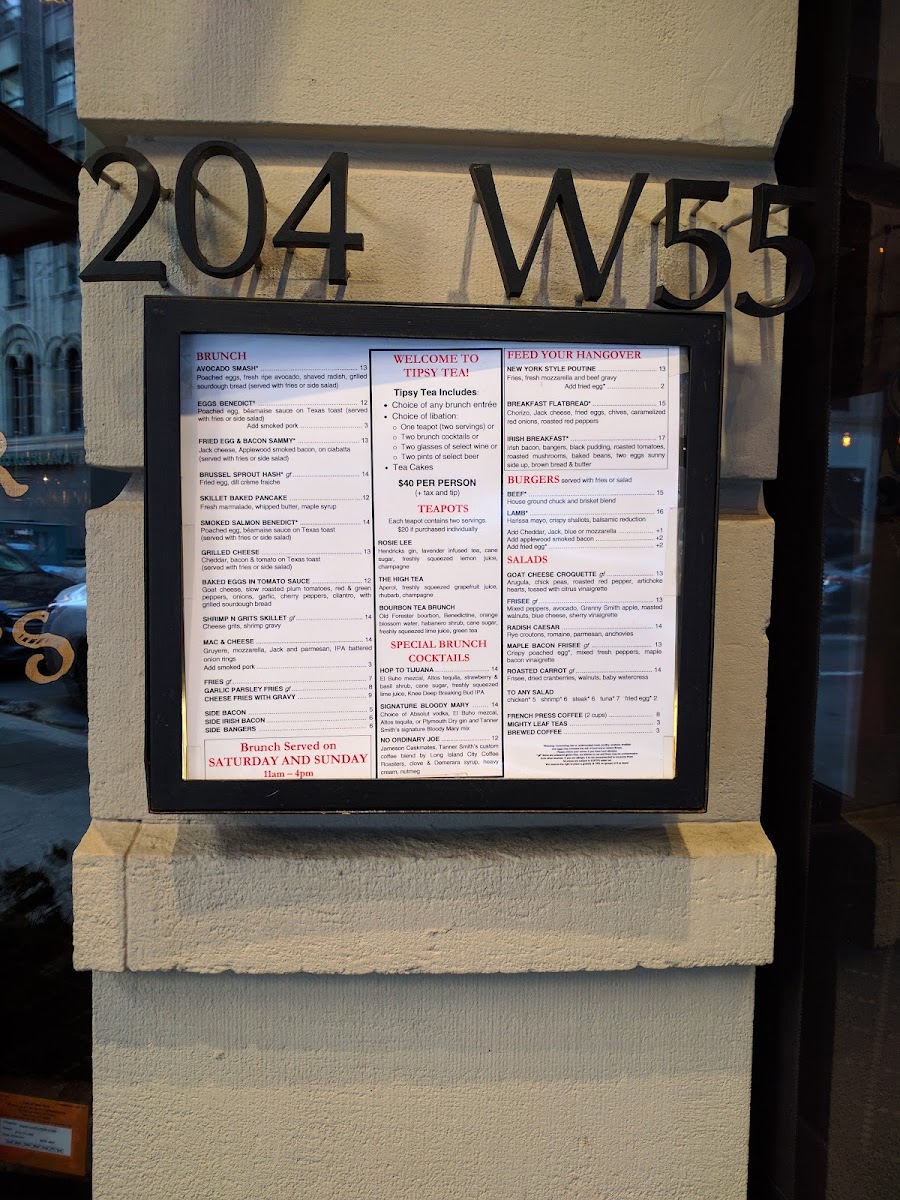 204 W55
BRUNCH
AVOCADO SMASH* 13
Poached eggs, fresh ripe avocado, shaved radish, grilled
sourdough bread (served with fries or side salad)
EGGS BENEDICT* 12
Poached egg, béarnaise sauce on Texas toast (served
with fries or side salad)
Add smoked pork 3
FRIED EGG & BACON SAMMY* 13
Jack cheese, Applewood smoked bacon, on ciabatta
(served with fries or side salad)
BRUSSEL SPROUT HASH* gf 14
Fried egg, dill crème fraiche
SKILLET BAKED PANCAKE 12
Fresh marmalade, whipped butter, maple syrup
SMOKED SALMON BENEDICT* 14
Poached egg, béarnaise sauce on Texas toast
(served with fries or side salad)
GRILLED CHEESE 13
Cheddar, bacon & tomato on Texas toast
(served with fries or side salad)
BAKED EGGS IN TOMATO SAUCE 12
Goat cheese, slow roasted plum tomatoes, red & green
peppers, onions, garlic, cherry peppers, cilantro, with
grilled sourdough bread
SHRIMP N GRITS SKILLET gf 14
Cheese grits, shrimp gravy
MAC & CHEESE 14
Gruyere, mozzarella, Jack and parmesan, IPA battered
onion rings
Add smoked pork 3
FRIES gf 7
GARLIC PARSLEY FRIES gf 8
CHEESE FRIES WITH GRAVY 9
SIDE BACON 5
SIDE IRISH BACON 6
SIDE BANGERS 6
Brunch Served on
SATURDAY AND SUNDAY
11am – 4pm
WELCOME TO
TIPSY TEA!
Tipsy Tea Includes:
• Choice of any brunch entrée
• Choice of libation:
o One teapot (two servings) or
o Two brunch cocktails or
o Two glasses of select wine or
o Two pints of select beer
• Tea Cakes
$40 PER PERSON
(+ tax and tip)
TEAPOTS
Each teapot contains two servings.
$20 if purchased individually
ROSIE LEE
Hendricks gin, lavender infused tea, cane
sugar, freshly squeezed lemon juice,
champagne
THE HIGH TEA
Aperol, freshly squeezed grapefruit juice,
rhubarb, champagne
BOURBON TEA BRUNCH
Old Forester bourbon, Benedictine, orange
blossom water, habanero shrub, cane sugar,
freshly squeezed lime juice, green tea
SPECIAL BRUNCH
COCKTAILS
HOP TO TIJUANA 14
El Buho mezcal, Altos tequila, strawberry &
basil shrub, cane sugar, freshly squeezed
lime juice, Knee Deep Breaking Bud IPA
SIGNATURE BLOODY MARY 14
Choice of Absolut vodka, El Buho mezcal,
Altos tequila, or Plymouth Dry gin and Tanner
Smith's signature Bloody Mary mix
NO ORDINARY JOE 12
Jameson Caskmates, Tanner Smith's custom
coffee blend by Long Island City Coffee
Roasters, clove & Demerara syrup, heavy
cream, nutmeg
FEED YOUR HANGOVER
NEW YORK STYLE POUTINE 13
Fries, fresh mozzarella and beef gravy
Add fried egg* 2
BREAKFAST FLATBREAD* 15
Chorizo, Jack cheese, fried eggs, chives, caramelized
red onions, roasted red peppers
IRISH BREAKFAST* 17
Irish bacon, bangers, black pudding, roasted tomatoes,
roasted mushrooms, baked beans, two eggs sunny
side up, brown bread & butter
BURGERS served with fries or salad
BEEF* 15
House ground chuck and brisket blend
LAMB* 16
Harissa mayo, crispy shallots, balsamic reduction
Add Cheddar, Jack, blue or mozzarella +1
Add applewood smoked bacon +2
Add fried egg* +2
SALADS
GOAT CHEESE CROQUETTE gf 13
Arugula, chick peas, roasted red pepper, artichoke
hearts, tossed with citrus vinaigrette
FRISEE gf 13
Mixed peppers, avocado, Granny Smith apple, roasted
walnuts, blue cheese, sherry vinaigrette
RADISH CAESAR 14
Rye croutons, romaine, parmesan, anchovies
MAPLE BACON FRISEE gf 13
Crispy poached egg*, mixed fresh peppers, maple
bacon vinaigrette
ROASTED CARROT gf 14
Frisee, dried cranberries, walnuts, baby watercress
TO ANY SALAD
chicken* 5 shrimp* 6 steak* 6 tuna* 7 fried egg* 2
FRENCH PRESS COFFEE (2 cups) 8
MIGHTY LEAF TEAS 3
BREWED COFFEE 3